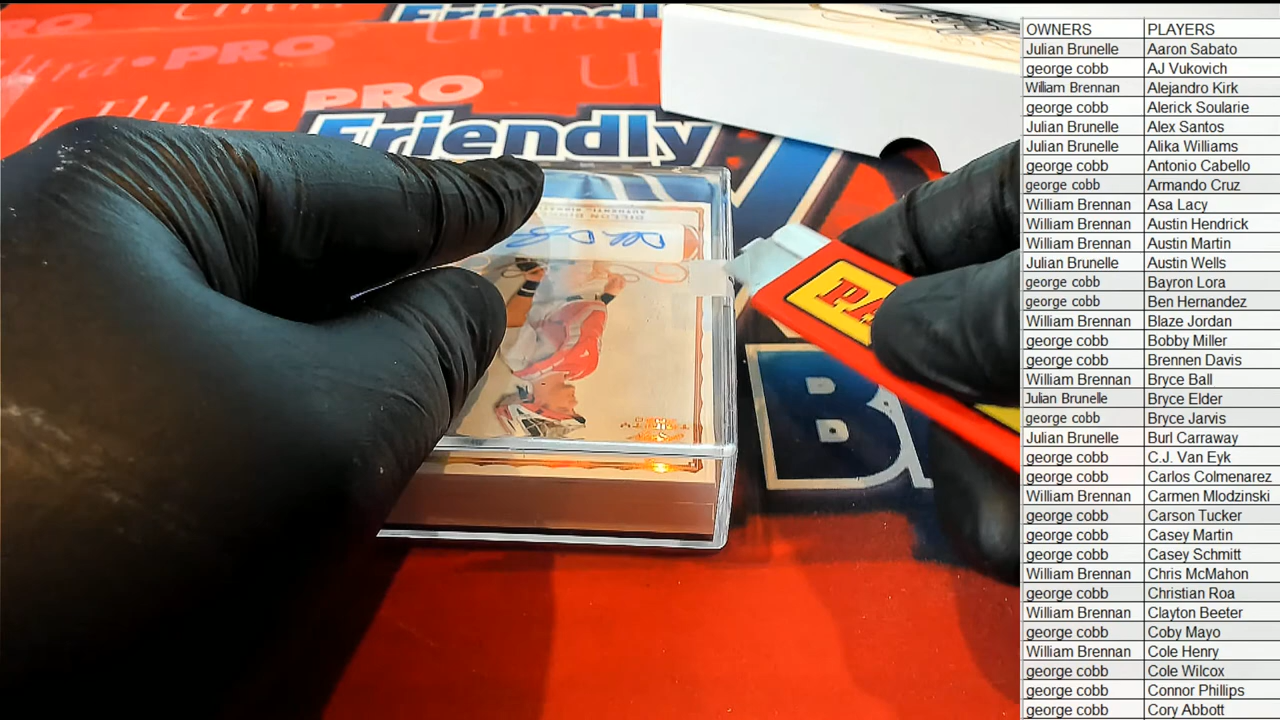 Friendly
Ultra•PRO
Ultra•PRO
Friendly
DILLON DING
AUTHENTIC SIGNA
TRINITY
PA
B
OWNERS PLAYERS
Julian Brunelle Aaron Sabato
george cobb AJ Vukovich
William Brennan Alejandro Kirk
george cobb Alerick Soularie
Julian Brunelle Alex Santos
Julian Brunelle Alika Williams
george cobb Antonio Cabello
george cobb Armando Cruz
William Brennan Asa Lacy
William Brennan Austin Hendrick
William Brennan Austin Martin
Julian Brunelle Austin Wells
george cobb Bayron Lora
george cobb Ben Hernandez
William Brennan Blaze Jordan
george cobb Bobby Miller
george cobb Brennen Davis
William Brennan Bryce Ball
Julian Brunelle Bryce Elder
george cobb Bryce Jarvis
Julian Brunelle Burl Carraway
george cobb C.J. Van Eyk
george cobb Carlos Colmenarez
William Brennan Carmen Mlodzinski
george cobb Carson Tucker
george cobb Casey Martin
george cobb Casey Schmitt
William Brennan Chris McMahon
george cobb Christian Roa
William Brennan Clayton Beeter
george cobb Coby Mayo
William Brennan Cole Henry
george cobb Cole Wilcox
george cobb Connor Phillips
george cobb Cory Abbott